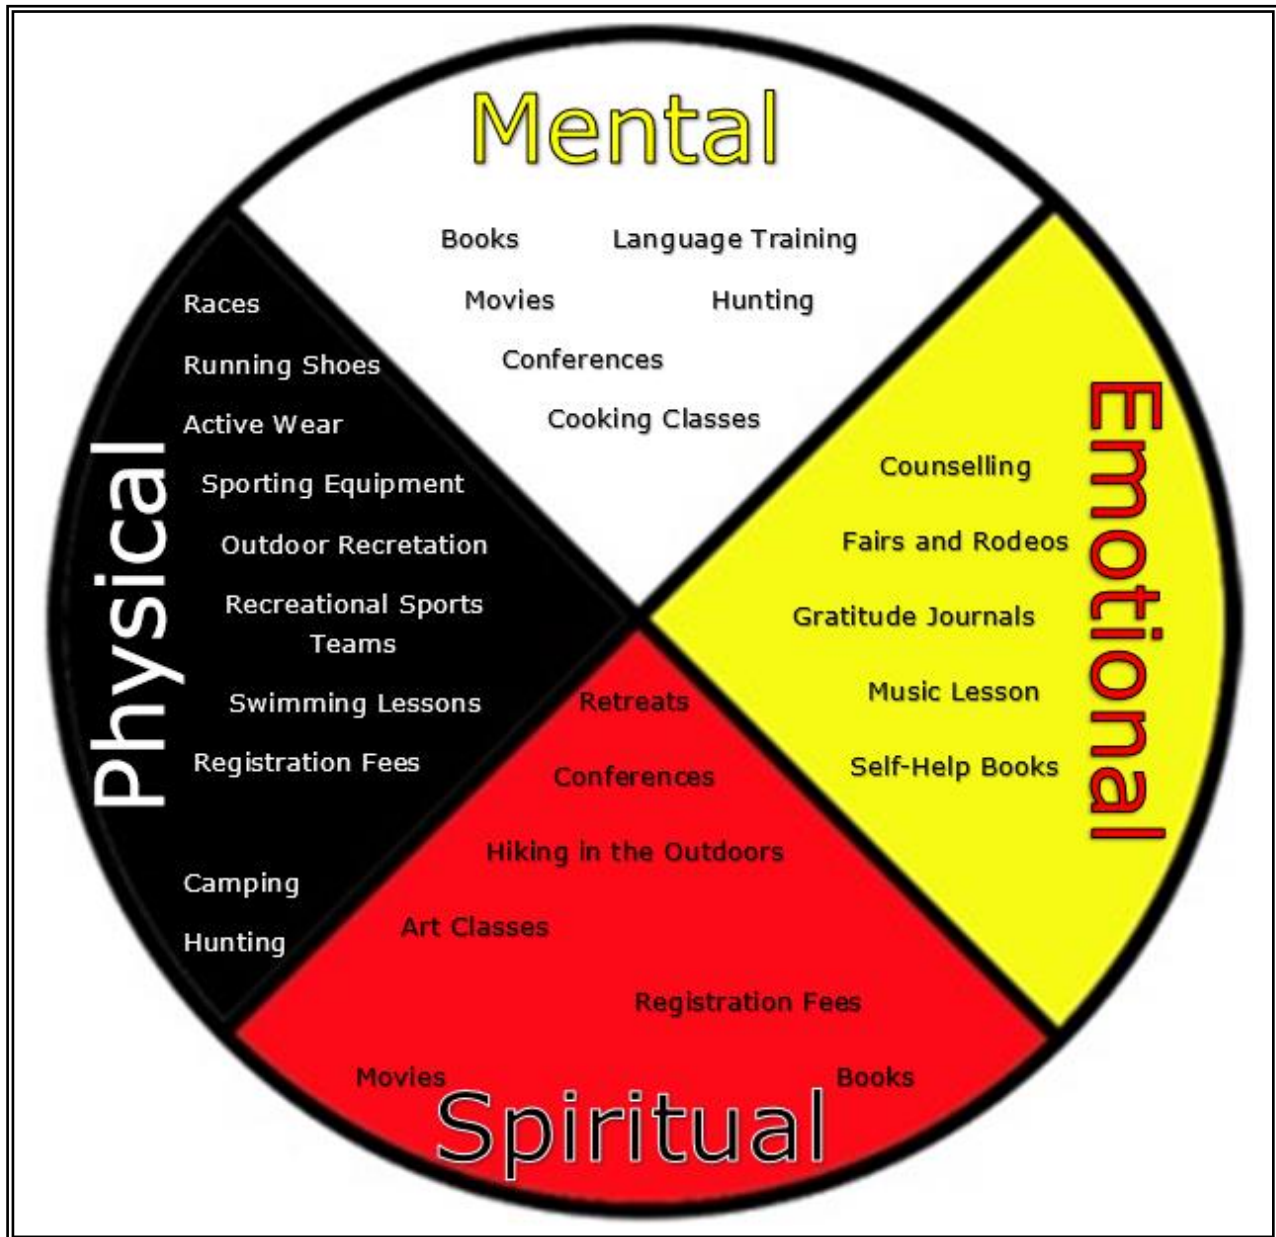 Mental
Books Language Training
Movies Hunting
Conferences
Cooking Classes
Physical
Races
Running Shoes
Active Wear
Sporting Equipment
Outdoor Recretation
Recreational Sports
Teams
Swimming Lessons
Registration Fees
Camping
Hunting
Emotional
Counselling
Fairs and Rodeos
Gratitude Journals
Music Lesson
Self-Help Books
Retreats
Conferences
Hiking in the Outdoors
Art Classes
Registration Fees
Movies Books
Spiritual